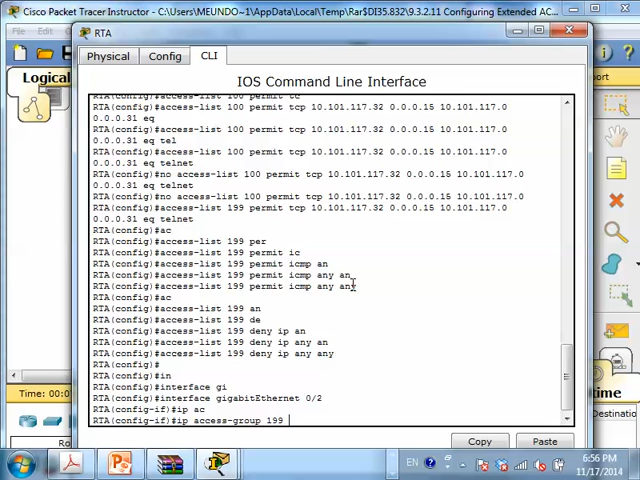 Cisco Packet Tracer Instructor - C:\Users\MEUNDO~1\AppData\Local\Temp\Rar$DI35.832\9.3.2.11 Configuring Extended AC...
File Edit
RTA
Logical
Physical Config CLI
IOS Command Line Interface
RTA(config)#access-list 100 permit tc
RTA(config)#access-list 100 permit tcp 10.101.117.32 0.0.0.15 10.101.117.0
0.0.0.31 eq
RTA(config)#access-list 100 permit tcp 10.101.117.32 0.0.0.15 10.101.117.0
0.0.0.31 eq tel
RTA(config)#access-list 100 permit tcp 10.101.117.32 0.0.0.15 10.101.117.0
0.0.0.31 eq telnet
RTA(config)#no access-list 100 permit tcp 10.101.117.32 0.0.0.15 10.101.117.0
0.0.0.31 eq telnet
RTA(config)#no access-list 100 permit tcp 10.101.117.32 0.0.0.15 10.101.117.0
0.0.0.31 eq telnet
RTA(config)#access-list 199 permit tcp 10.101.117.32 0.0.0.15 10.101.117.0
0.0.0.31 eq telnet
RTA(config)#ac
RTA(config)#access-list 199 per
RTA(config)#access-list 199 permit ic
RTA(config)#access-list 199 permit icmp an
RTA(config)#access-list 199 permit icmp any an
RTA(config)#access-list 199 permit icmp any any
RTA(config)#ac
RTA(config)#access-list 199 an
RTA(config)#access-list 199 de
RTA(config)#access-list 199 deny ip an
RTA(config)#access-list 199 deny ip any an
RTA(config)#access-list 199 deny ip any any
RTA(config)#
RTA(config)#in
RTA(config)#interface gi
RTA(config)#interface gigabitEthernet 0/2
RTA(config-if)#ip ac
RTA(config-if)#ip access-group 199
Copy Paste
Time: 00:0
EN
6:56 PM
11/17/2014